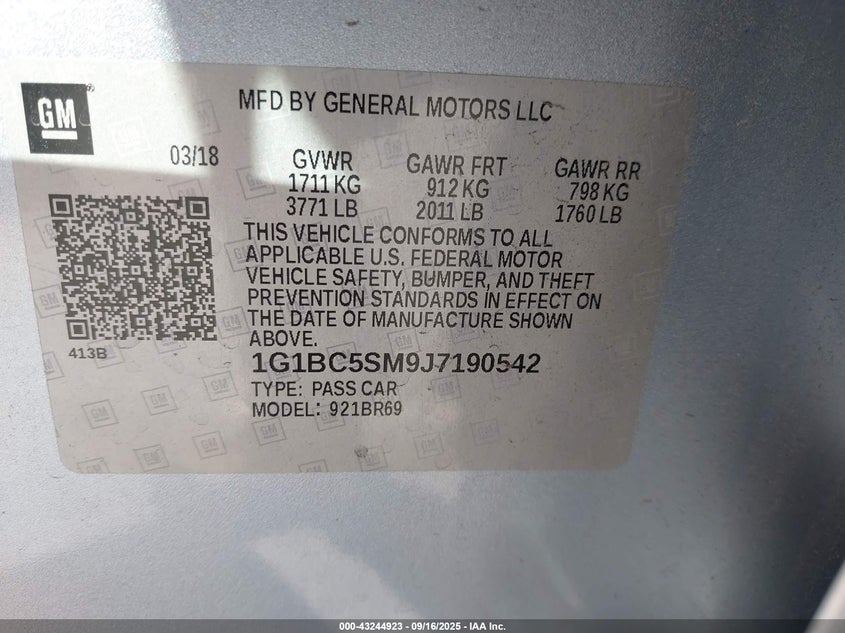 GM
MFD BY GENERAL MOTORS LLC
03/18
GVWR GAWR FRT GAWR RR
1711 KG 912 KG 798 KG
3771 LB 2011 LB 1760 LB
THIS VEHICLE CONFORMS TO ALL
APPLICABLE U.S. FEDERAL MOTOR
VEHICLE SAFETY, BUMPER, AND THEFT
PREVENTION STANDARDS IN EFFECT ON
THE DATE OF MANUFACTURE SHOWN
ABOVE.
413B
1G1BC5SM9J7190542
TYPE: PASS CAR
MODEL: 921BR69
000-43244923 - 09/16/2025 - IAA Inc.